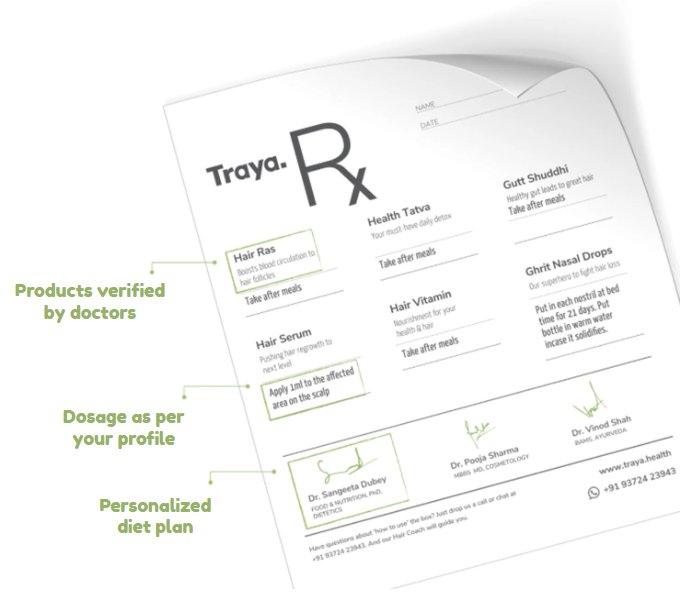 NAME
DATE
Traya.
Rx
Hair Ras
Boosts blood circulation to
hair follicles
Take after meals
Health Tatva
Your must-have daily detox
Take after meals
Gutt Shuddhi
Healthy gut leads to great hair
Take after meals
Hair Serum
Pushing hair regrowth to
next level
Apply 1ml to the affected
area on the scalp
Hair Vitamin
Nourishment for your
health & hair
Take after meals
Ghrit Nasal Drops
Our superhero to fight hair loss
Put in each nostril at bed
time for 21 days. Put
bottle in warm water
incase it solidifies.
Products verified
by doctors
Dosage as per
your profile
Personalized
diet plan
Dr. Sangeeta Dubey
FOOD & NUTRITION, PhD,
DIETETICS
Dr. Pooja Sharma
MBBS MD, COSMETOLOGY
Dr. Vinod Shah
BAMS, AYURVEDA
Have questions about 'how to use' the box? Just drop us a call or chat at
+91 93724 23943. And our Hair Coach will guide you.
www.traya.health
+91 93724 23943